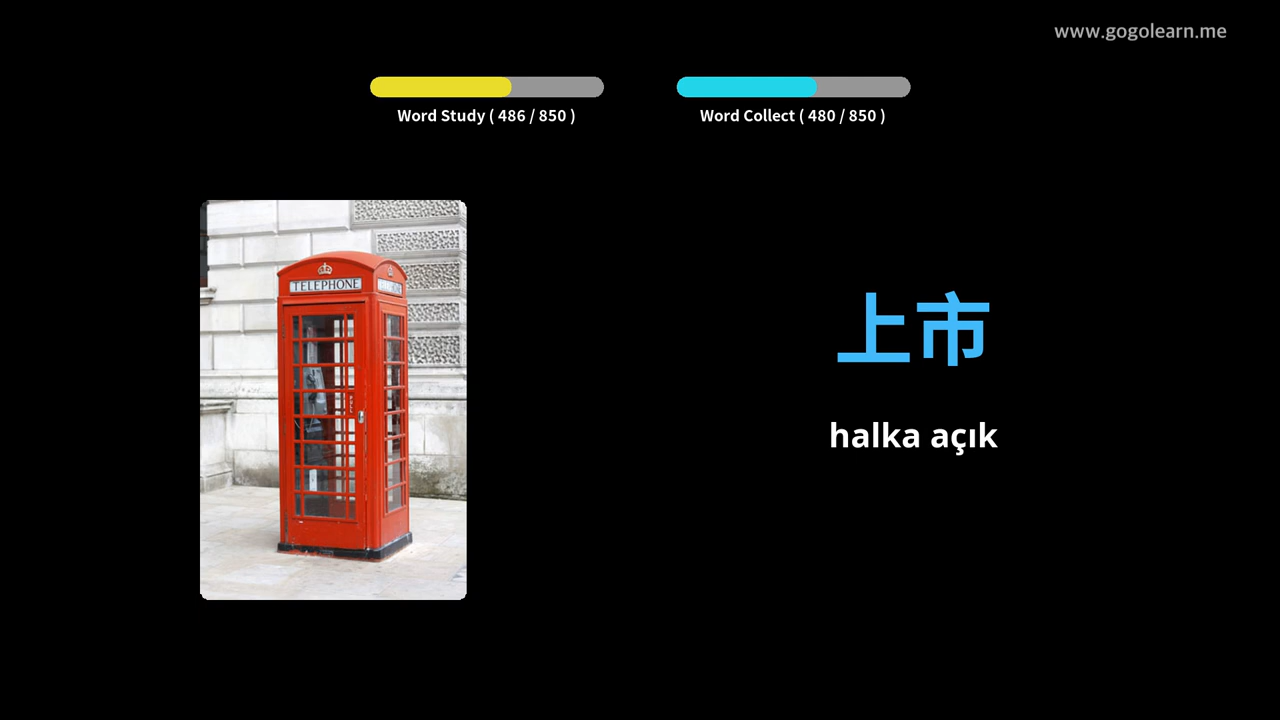 www.gogolearn.me
Word Study ( 486 / 850 )
Word Collect ( 480 / 850 )
TELEPHONE
上市
halka açık